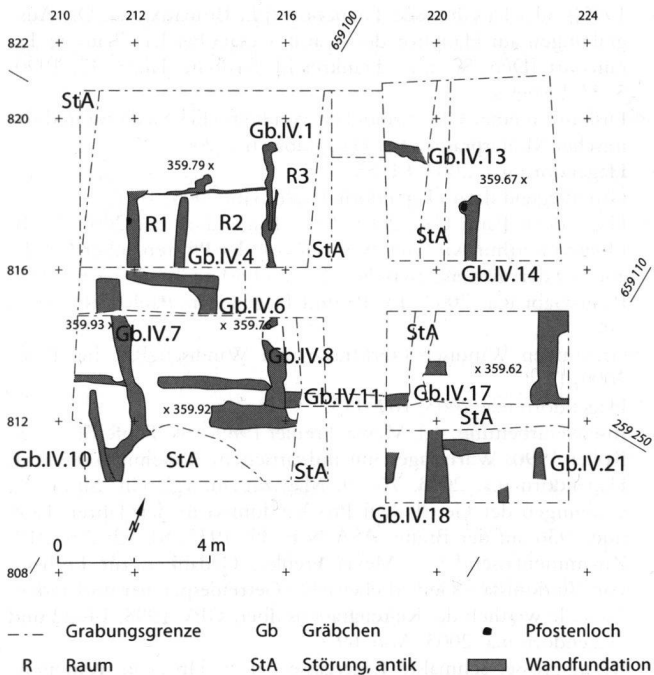 210 212 216 220 224
822
659 100
820
StA
Gb.IV.1
R3
Gb.IV.13
359.79 x
359.67 x
R1 R2
StA
StA
Gb.IV.4
816
Gb.IV.14
659 110
Gb.IV.6
359.93 x
x 359.76
Gb.IV.7
StA
Gb.IV.8
x 359.62
Gb.IV.11
Gb.IV.17
x 359.92
812
StA
259 250
Gb.IV.10
StA
StA
Gb.IV.21
Gb.IV.18
0 4 m
808
Grabungsgrenze Gb Gräbchen Pfostenloch
R Raum StA Störung, antik Wandfundation